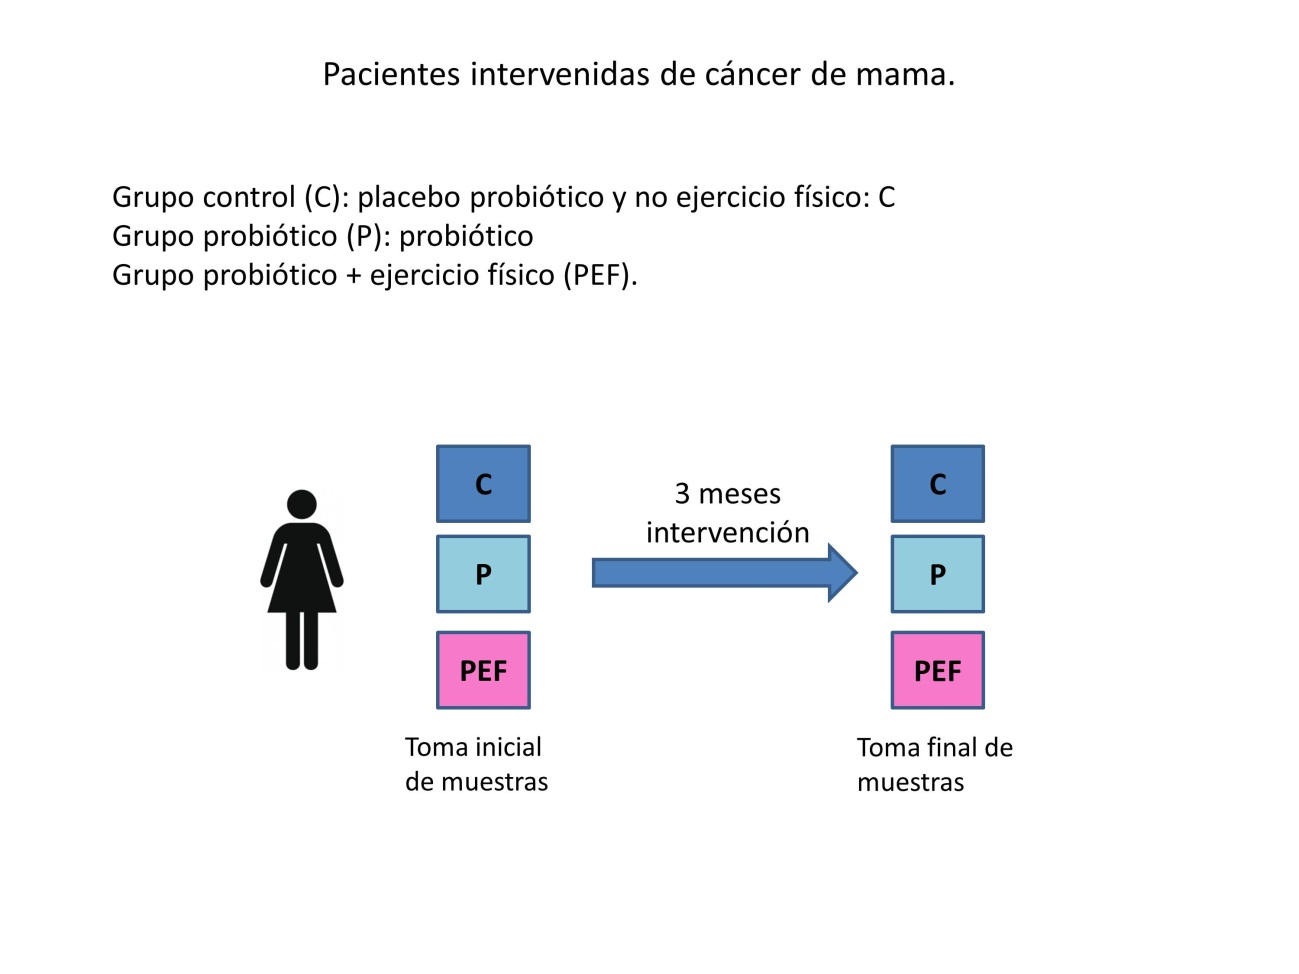 Pacientes intervenidas de cáncer de mama.
Grupo control (C): placebo probiótico y no ejercicio físico: C
Grupo probiótico (P): probiótico
Grupo probiótico + ejercicio físico (PEF).
C
P
PEF
3 meses
intervención
C
P
PEF
Toma inicial
de muestras
Toma final de
muestras